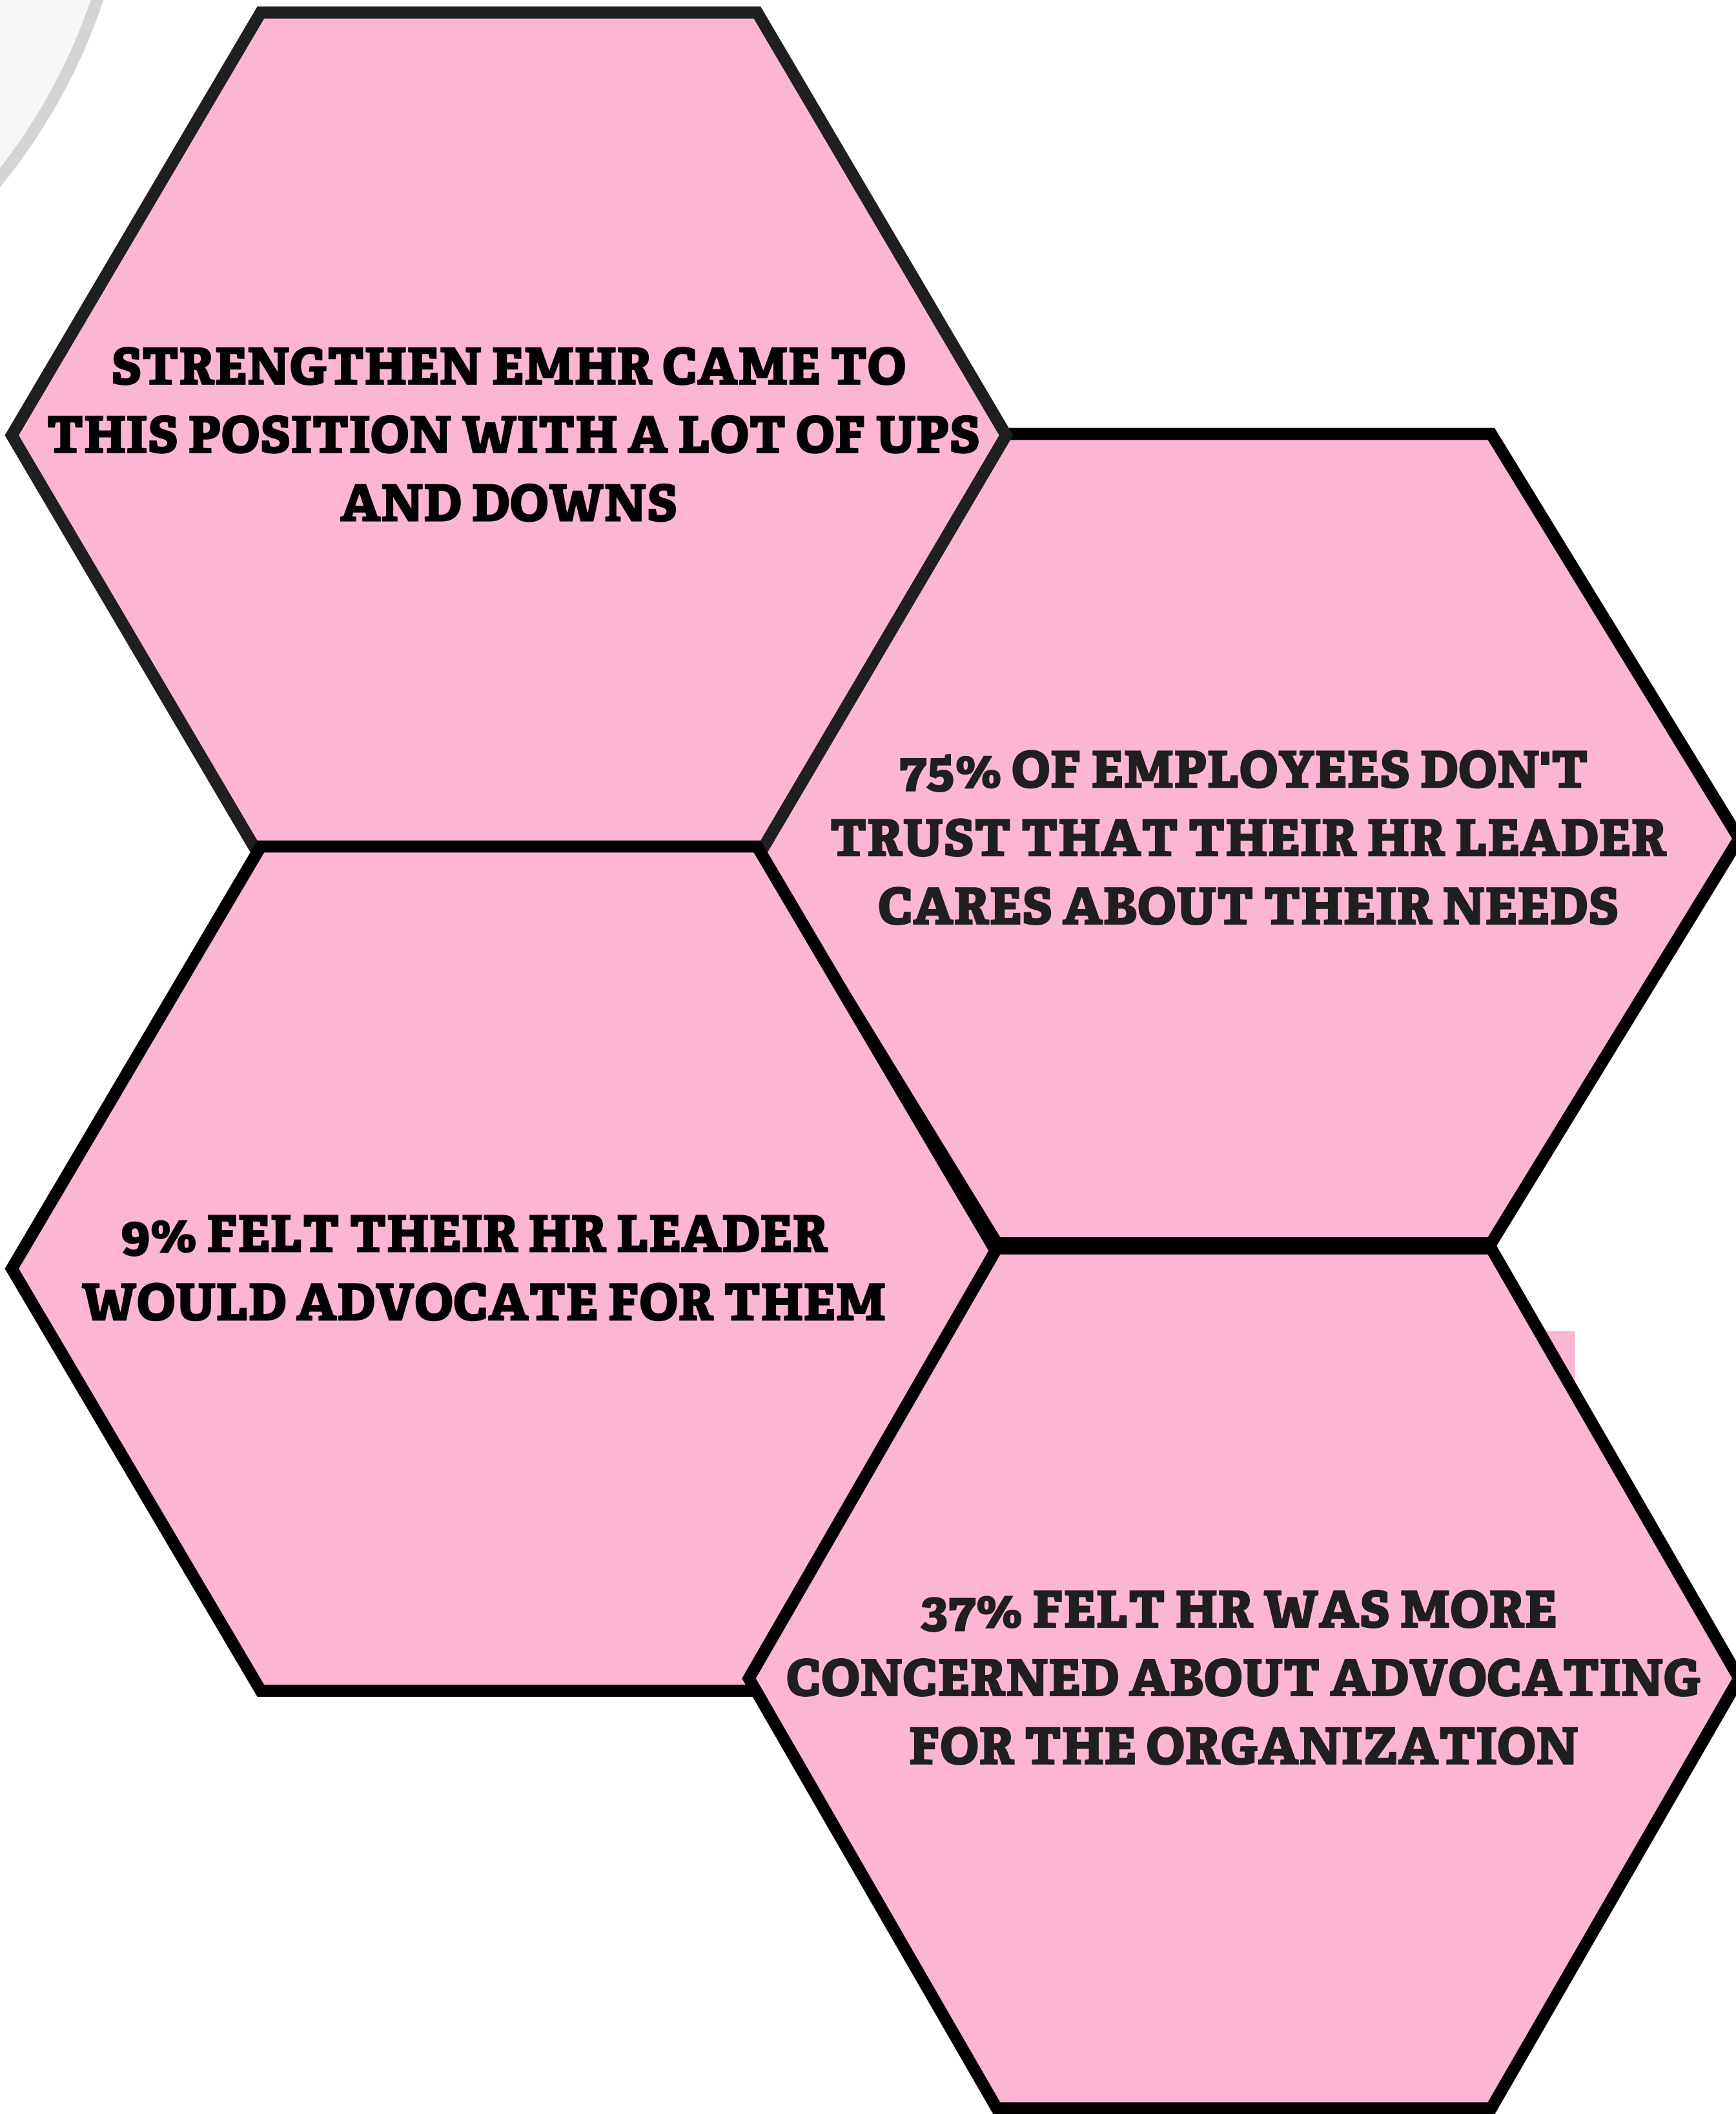 STRENGTHEN EMHR CAME TO
THIS POSITION WITH A LOT OF UPS
AND DOWNS
75% OF EMPLOYEES DON'T
TRUST THAT THEIR HR LEADER
CARES ABOUT THEIR NEEDS
9% FELT THEIR HR LEADER
WOULD ADVOCATE FOR THEM
37% FELT HR WAS MORE
CONCERNED ABOUT ADVOCATING
FOR THE ORGANIZATION